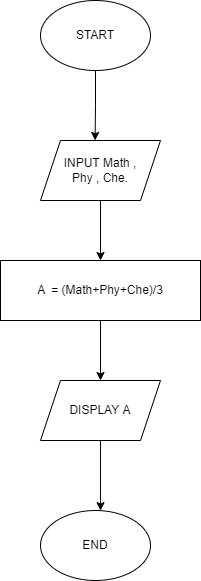 START
INPUT Math ,
Phy , Che.
A = (Math+Phy+Che)/3
DISPLAY A
END